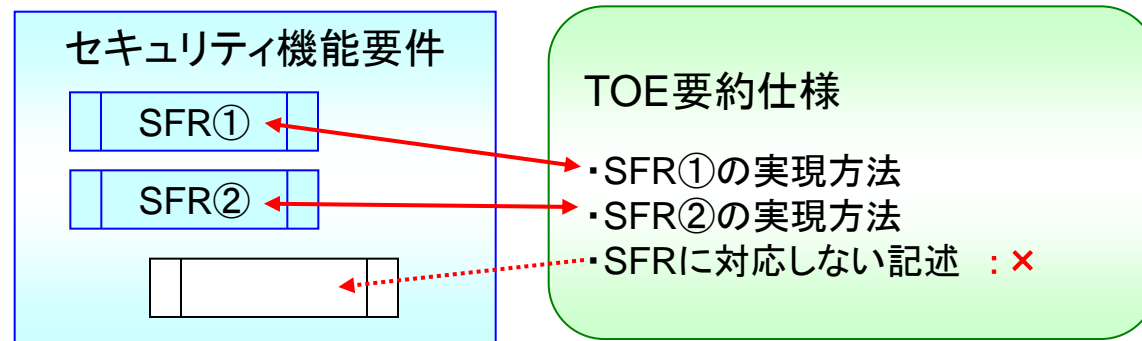 セキュリティ機能要件
SFR①
SFR②
TOE要約仕様
・SFR①の実現方法
・SFR②の実現方法
・SFRに対応しない記述 :×